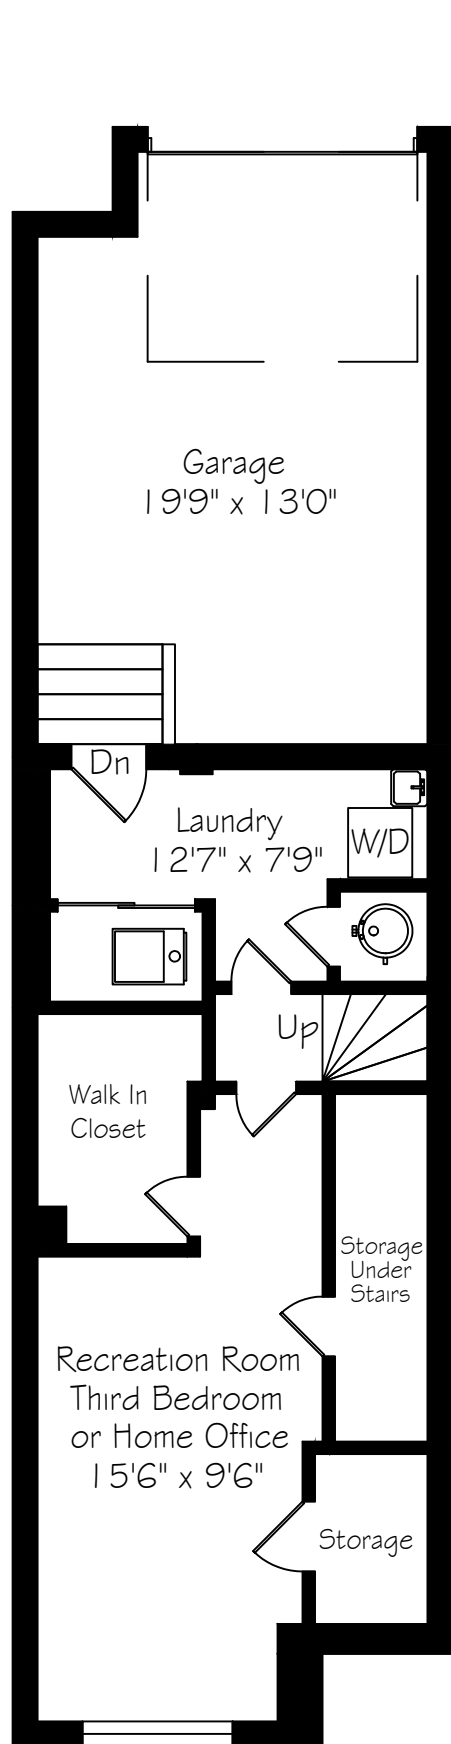 Garage
19'9" x 13'0"
Dn
Laundry
12'7" x 7'9"
W/D
Up
Walk In
Closet
Storage
Under
Stairs
Recreation Room
Third Bedroom
or Home Office
15'6" x 9'6"
Storage